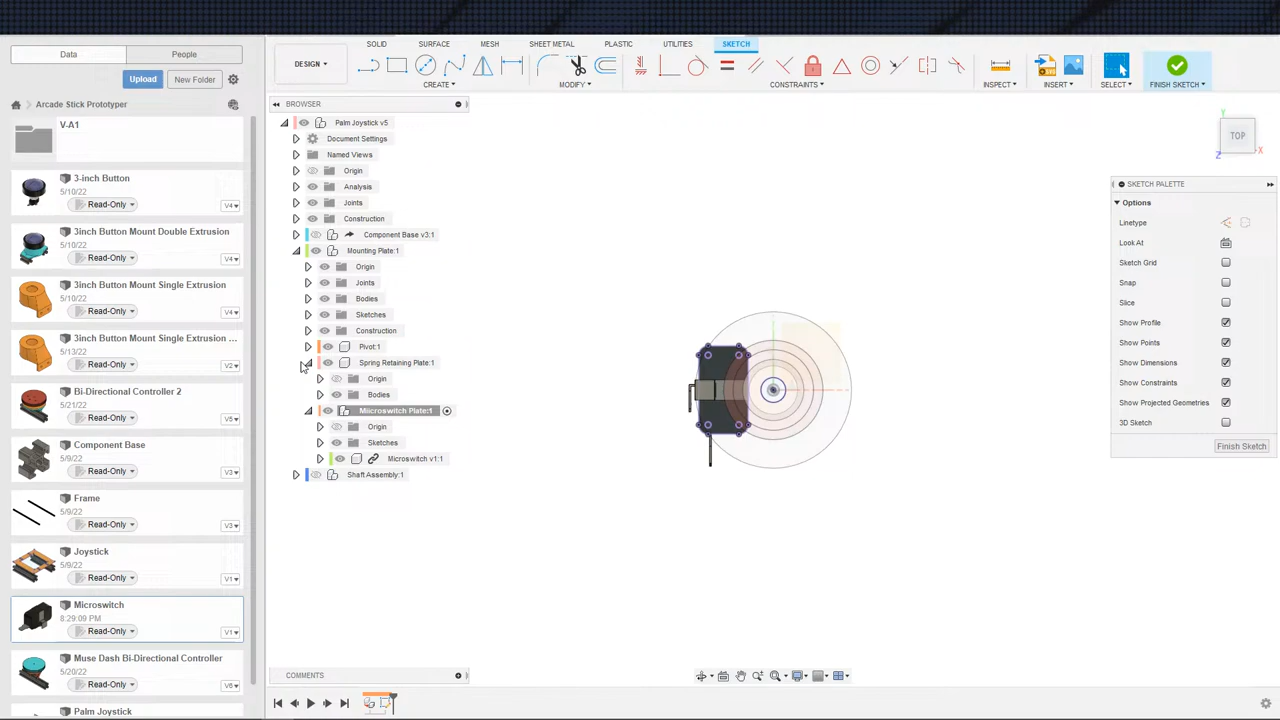 Data
People
Upload
New Folder
Arcade Stick Prototyper
V-A1
3-inch Button
5/10/22
Read-Only
V4
3inch Button Mount Double Extrusion
5/10/22
Read-Only
V4
3inch Button Mount Single Extrusion
5/10/22
Read-Only
V4
3inch Button Mount Single Extrusion ...
5/13/22
Read-Only
V2
Bi-Directional Controller 2
5/21/22
Read-Only
V5
Component Base
5/9/22
Read-Only
V3
Frame
5/9/22
Read-Only
V3
Joystick
5/9/22
Read-Only
V1
Microswitch
8:29:09 PM
Read-Only
V1
Muse Dash Bi-Directional Controller
5/21/22
Read-Only
V6
Palm Joystick
DESIGN
SOLID
SURFACE
MESH
SHEET METAL
PLASTIC
UTILITIES
SKETCH
CREATE
MODIFY
CONSTRAINTS
INSPECT
INSERT
SELECT
FINISH SKETCH
BROWSER
Palm Joystick v5
Document Settings
Named Views
Origin
Analysis
Joints
Construction
Component Base v3:1
Mounting Plate:1
Origin
Joints
Bodies
Sketches
Construction
Pivot:1
Spring Retaining Plate:1
Origin
Bodies
Miicroswitch Plate:1
Origin
Sketches
Microswitch v1:1
Shaft Assembly:1
Y
TOP
X
Z
SKETCH PALETTE
Options
Linetype
Look At
Sketch Grid
Snap
Slice
Show Profile
Show Points
Show Dimensions
Show Constraints
Show Projected Geometries
3D Sketch
Finish Sketch
COMMENTS